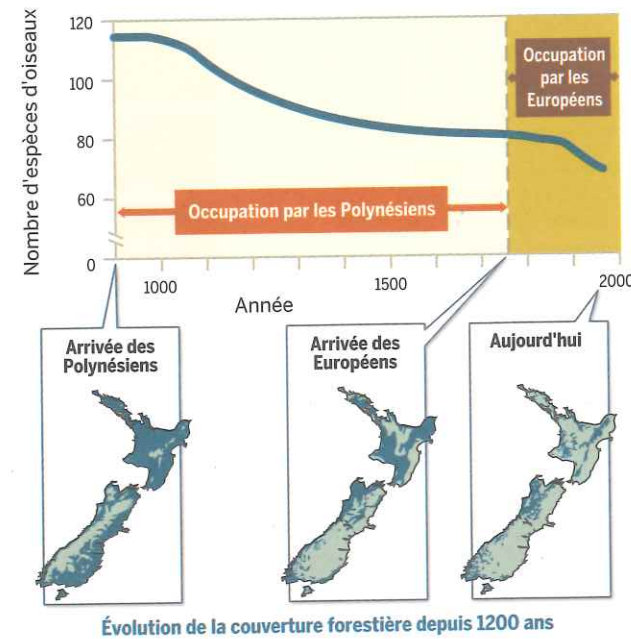 Nombre d'espèces d'oiseaux
120
100
80
60
0
Occupation
par les
Européens
Occupation par les Polynésiens
1000
1500
2000
Année
Arrivée des
Polynésiens
Arrivée des
Européens
Aujourd'hui
Évolution de la couverture forestière depuis 1200 ans